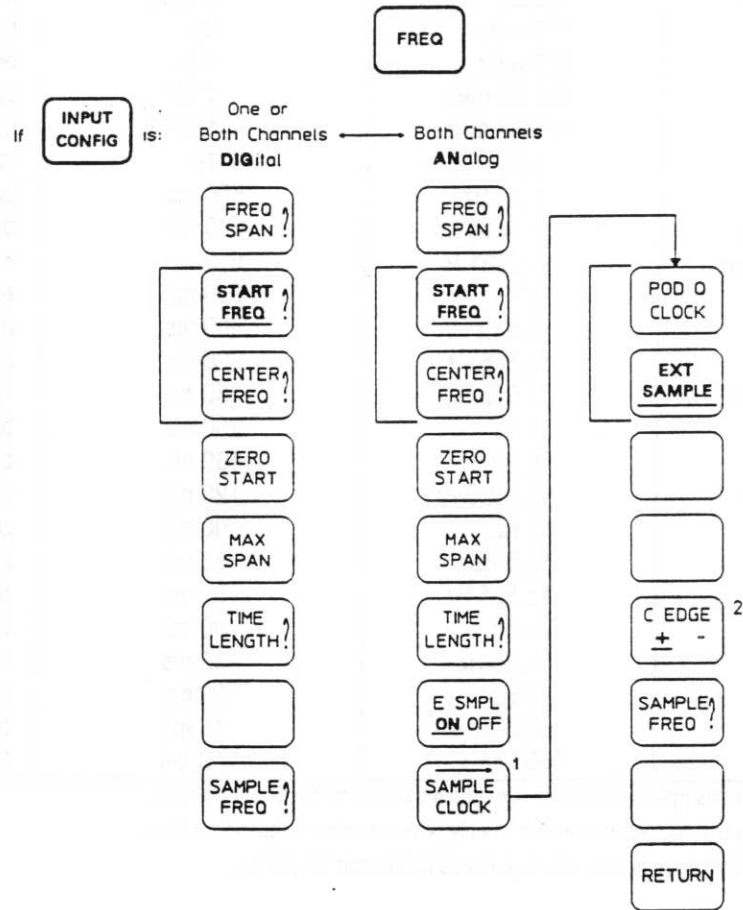 FREQ
If INPUT CONFIG is: One or Both Channels DIGital Both Channels ANalog
FREQ SPAN ?
START FREQ ?
CENTER FREQ ?
ZERO START
MAX SPAN
TIME LENGTH ?
SAMPLE FREQ ?
FREQ SPAN ?
START FREQ ?
CENTER FREQ ?
ZERO START
MAX SPAN
TIME LENGTH ?
E SMPL ON OFF
SAMPLE CLOCK 1
POD Q CLOCK
EXT SAMPLE
C EDGE + - 2
SAMPLE FREQ ?
RETURN